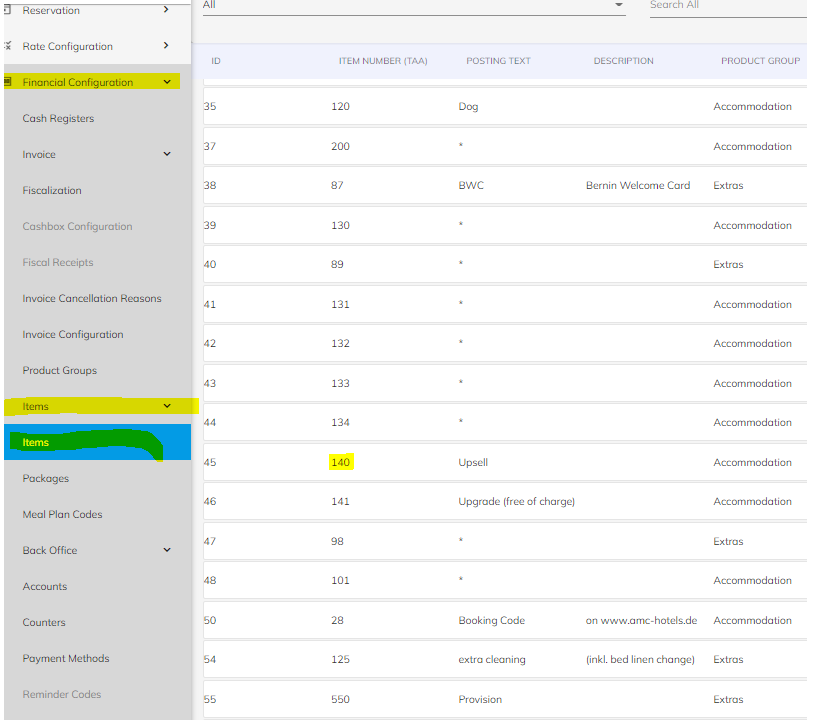 All
Search All
Reservation
Rate Configuration
Financial Configuration
Cash Registers
Invoice
Fiscalization
Cashbox Configuration
Fiscal Receipts
Invoice Cancellation Reasons
Invoice Configuration
Product Groups
Items
Items
Packages
Meal Plan Codes
Back Office
Accounts
Counters
Payment Methods
Reminder Codes
ID ITEM NUMBER (TAA) POSTING TEXT DESCRIPTION PRODUCT GROUP
35 120 Dog Accommodation
37 200 * Accommodation
38 87 BWC Bernin Welcome Card Extras
39 130 * Accommodation
40 89 * Extras
41 131 * Accommodation
42 132 * Accommodation
43 133 * Accommodation
44 134 * Accommodation
45 140 Upsell Accommodation
46 141 Upgrade (free of charge) Accommodation
47 98 * Extras
48 101 * Accommodation
50 28 Booking Code on www.amc-hotels.de Accommodation
54 125 extra cleaning (inkl. bed linen change) Extras
55 550 Provision Extras